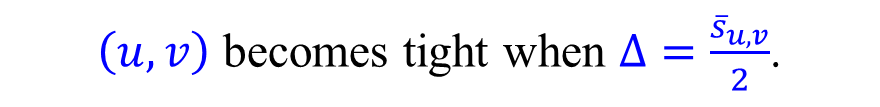 (u, v) becomes tight when Δ = s̄u,v/2.